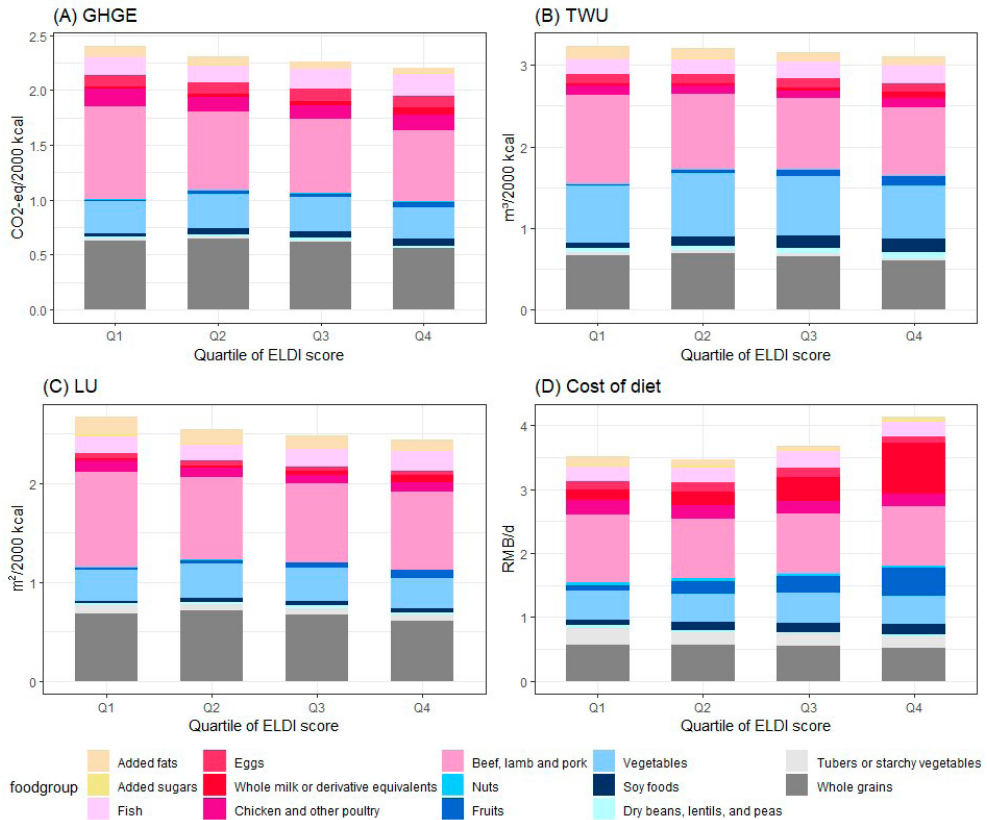 (A) GHGE
(B) TWU
2.5
2.0
1.5
1.0
0.5
0.0
CO2-eq/2000 kcal
Q1 Q2 Q3 Q4
Quartile of ELDI score
3
2
1
0
m³/2000 kcal
Q1 Q2 Q3 Q4
Quartile of ELDI score
(C) LU
(D) Cost of diet
2
1
0
m²/2000 kcal
Q1 Q2 Q3 Q4
Quartile of ELDI score
4
3
2
1
0
RMB/d
Q1 Q2 Q3 Q4
Quartile of ELDI score
foodgroup
Added fats
Added sugars
Fish
Eggs
Whole milk or derivative equivalents
Chicken and other poultry
Beef, lamb and pork
Nuts
Fruits
Vegetables
Soy foods
Dry beans, lentils, and peas
Tubers or starchy vegetables
Whole grains